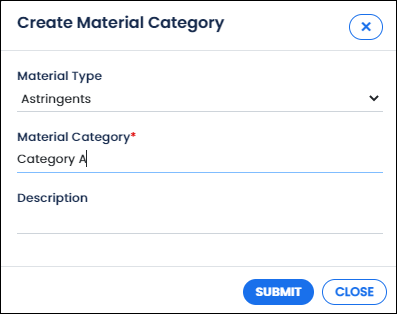 Create Material Category
Material Type
Astringents
Material Category*
Category A
Description
SUBMIT CLOSE